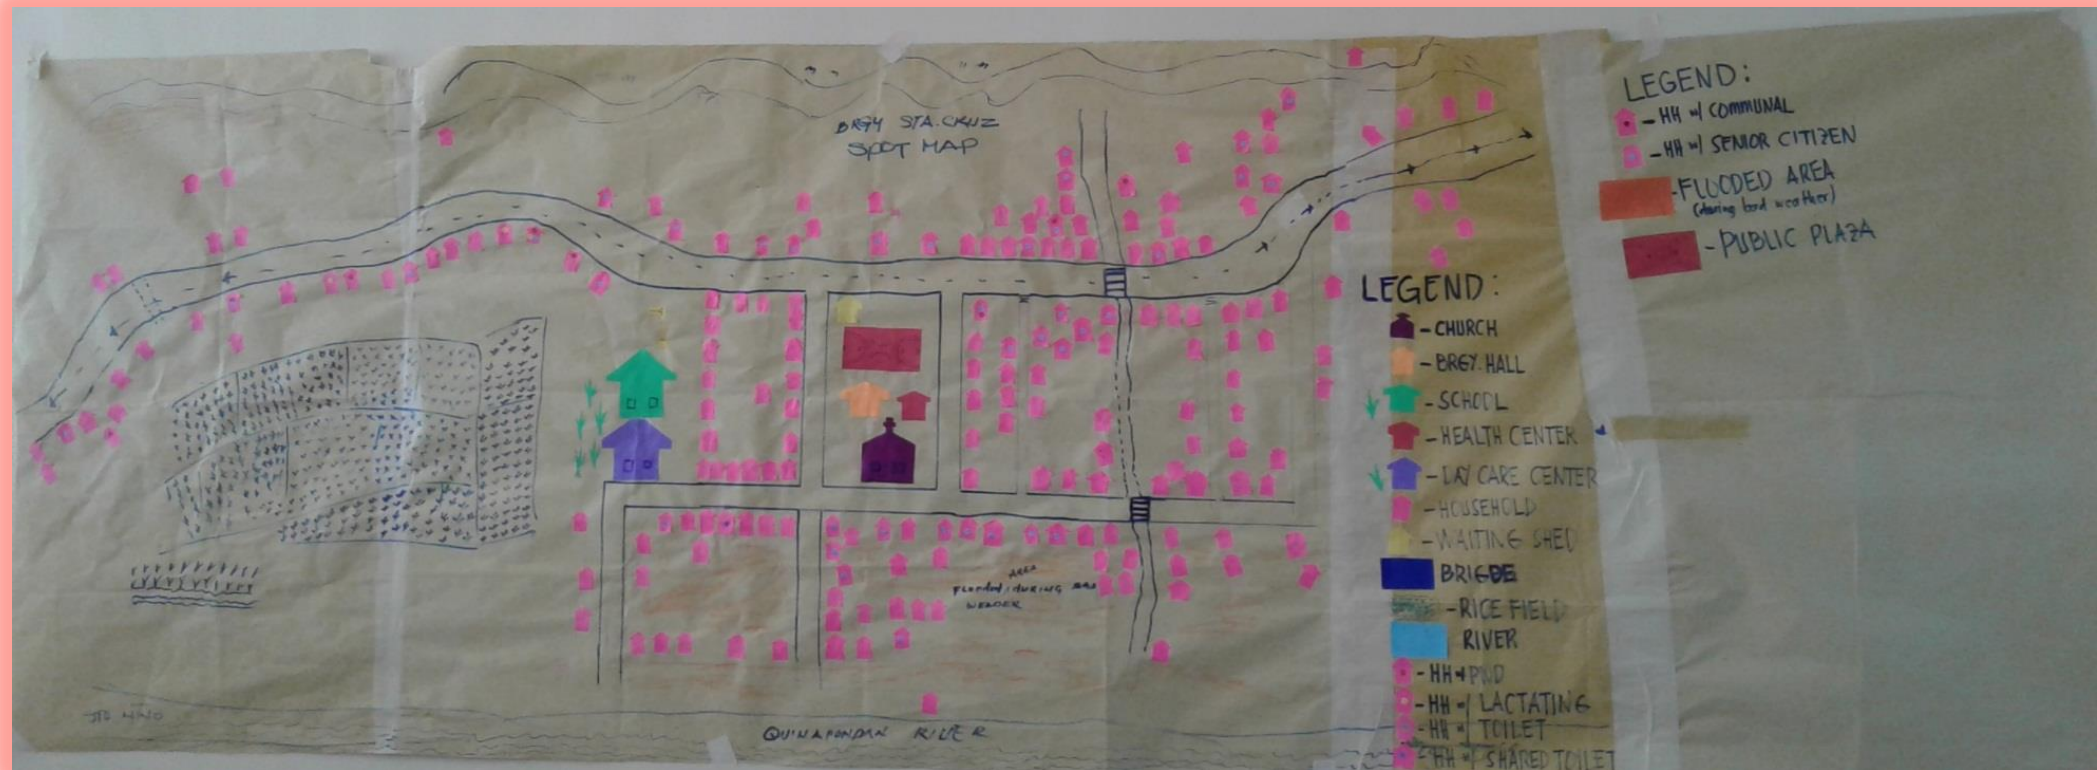 BRGY STA. CRUZ
SPOT MAP
AREA
FLOODED DURING BAD
WEADER
QUINAPONDAN RIVER
LEGEND:
- CHURCH
- BRGY. HALL
- SCHOOL
- HEALTH CENTER
- DAY CARE CENTER
- HOUSEHOLD
- WAITING SHED
BRIGDE
- RICE FIELD
RIVER
- HH w/ PWD
- HH w/ LACTATING
- HH w/ TOILET
- HH w/ SHARED TOILET
LEGEND:
- HH w/ COMMUNAL
- HH w/ SENIOR CITIZEN
- FLOODED AREA
(during bad weather)
- PUBLIC PLAZA